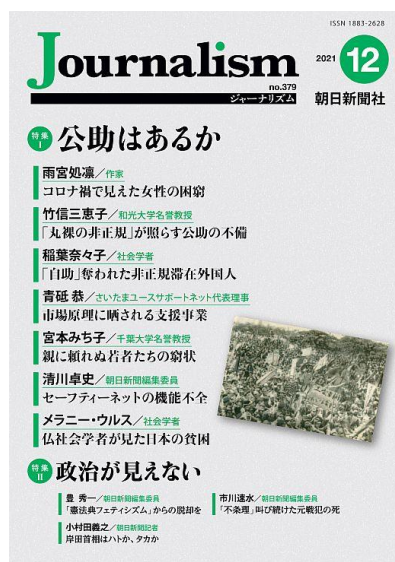 ISSN 1883-2628
Journalism
2021 12
no.379
ジャーナリズム
朝日新聞社
特集I 公助はあるか
雨宮処凛／作家
コロナ禍で見えた女性の困窮
竹信三恵子／和光大学名誉教授
「丸裸の非正規」が照らす公助の不備
稲葉奈々子／社会学者
「自助」奪われた非正規滞在外国人
青砥 恭／さいたまユースサポートネット代表理事
市場原理に晒される支援事業
宮本みち子／千葉大学名誉教授
親に頼れぬ若者たちの窮状
清川卓史／朝日新聞編集委員
セーフティーネットの機能不全
メラニー・ウルス／社会学者
仏社会学者が見た日本の貧困
特集II 政治が見えない
豊 秀一／朝日新聞編集委員
「憲法典フェティシズム」からの脱却を
市川速水／朝日新聞編集委員
「不条理」叫び続けた元戦犯の死
小村田義之／朝日新聞記者
岸田首相はハトか、タカか